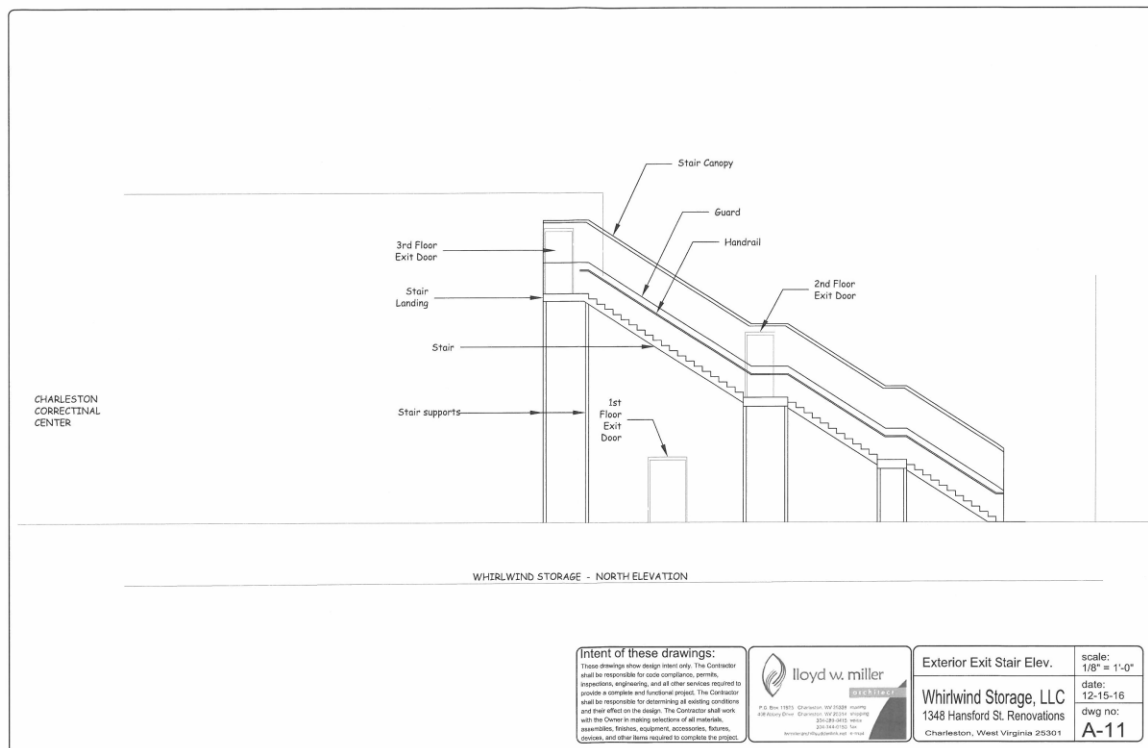 Stair Canopy
Guard
Handrail
3rd Floor
Exit Door
2nd Floor
Exit Door
Stair
Landing
Stair
CHARLESTON
CORRECTINAL
CENTER
Stair supports
1st
Floor
Exit
Door
WHIRLWIND STORAGE - NORTH ELEVATION
Intent of these drawings:
These drawings show design intent only. The Contractor
shall be responsible for code compliance, permits,
inspections, engineering, and all other services required to
provide a complete and functional project. The Contractor
shall be responsible for determining all existing conditions
and their effect on the design. The Contractor shall work
with the Owner in making selections of all materials,
assemblies, finishes, equipment, accessories, fixtures,
devices, and other items required to complete the project.
lloyd w. miller
architect
Charleston, WV
Exterior Exit Stair Elev.
scale:
1/8" = 1'-0"
Whirlwind Storage, LLC
1348 Hansford St. Renovations
Charleston, West Virginia 25301
date:
12-15-16
dwg no:
A-11